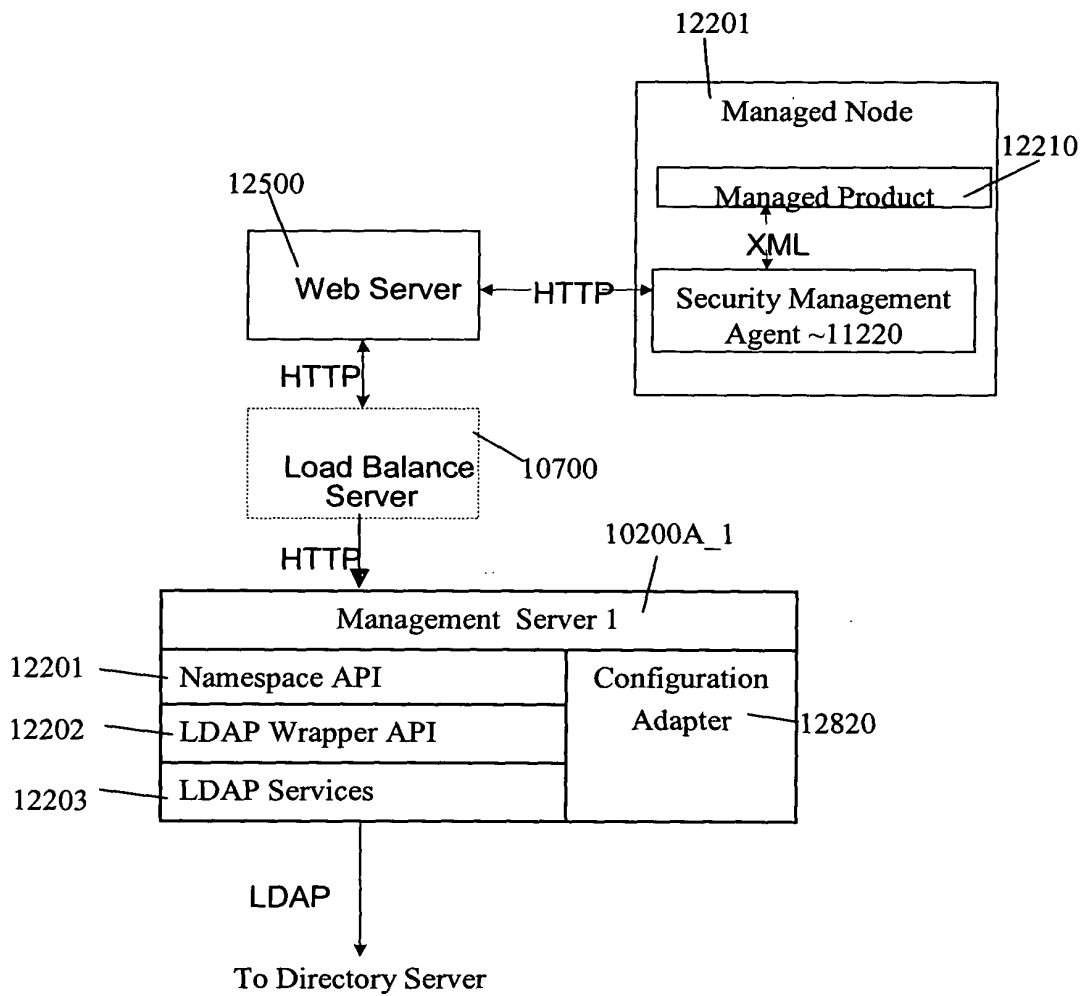 12201
Managed Node
12210
Managed Product
XML
Security Management
Agent ~11220
12500
Web Server
HTTP
HTTP
Load Balance
Server
10700
HTTP
10200A_1
Management Server 1
12201
Namespace API
Configuration
Adapter
12202
LDAP Wrapper API
12820
12203
LDAP Services
LDAP
To Directory Server